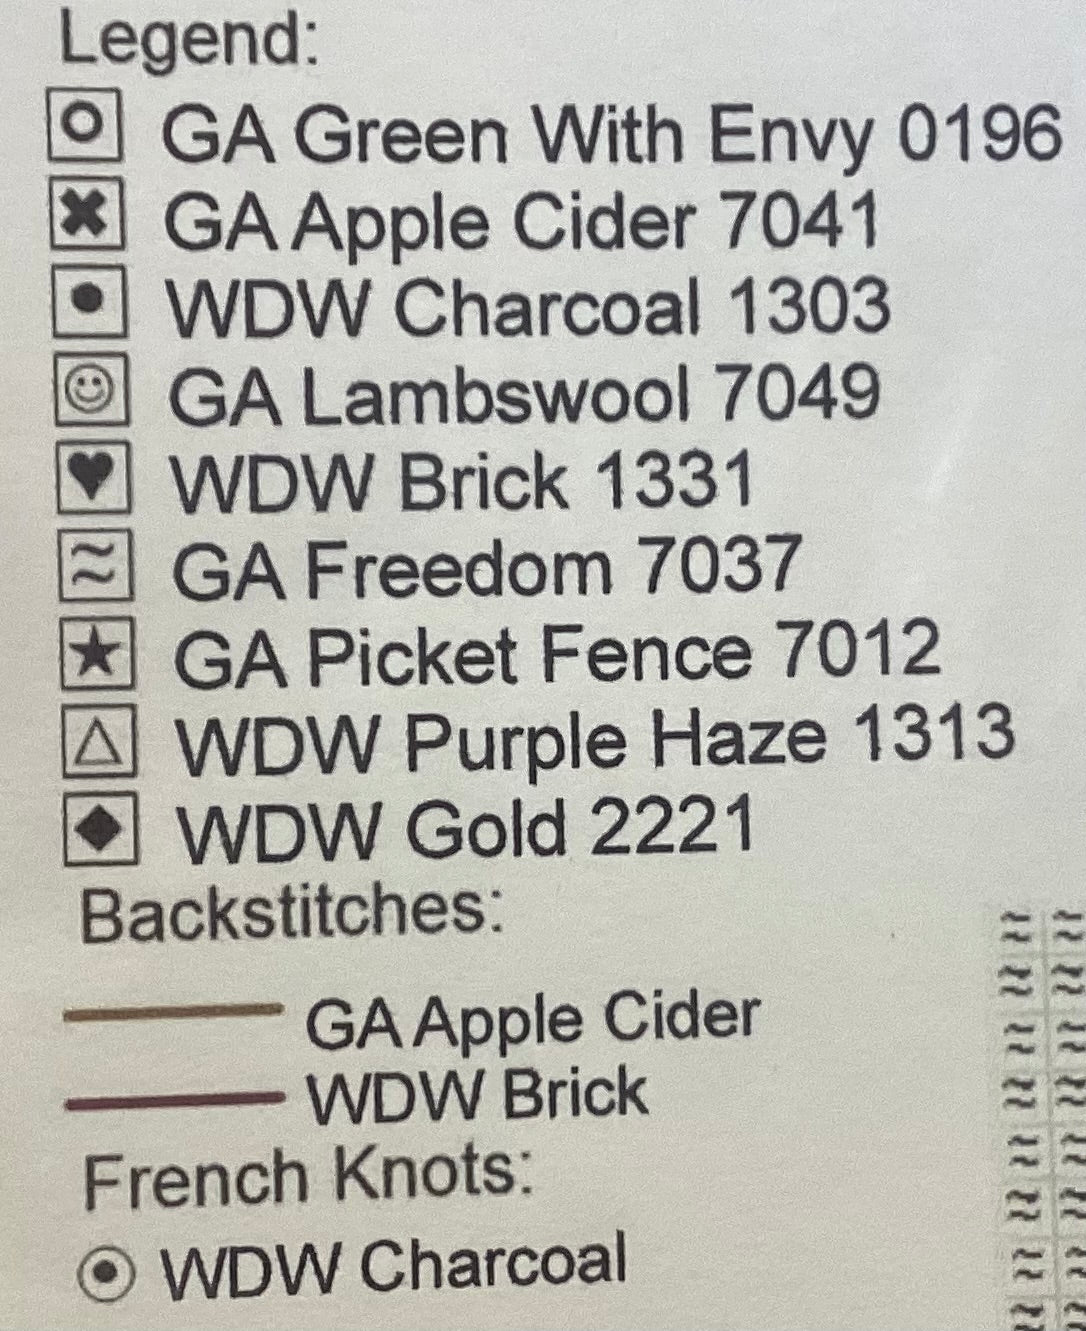 Legend:
GA Green With Envy 0196
GA Apple Cider 7041
WDW Charcoal 1303
GA Lambswool 7049
WDW Brick 1331
GA Freedom 7037
GA Picket Fence 7012
WDW Purple Haze 1313
WDW Gold 2221
Backstitches:
GA Apple Cider
WDW Brick
French Knots:
WDW Charcoal